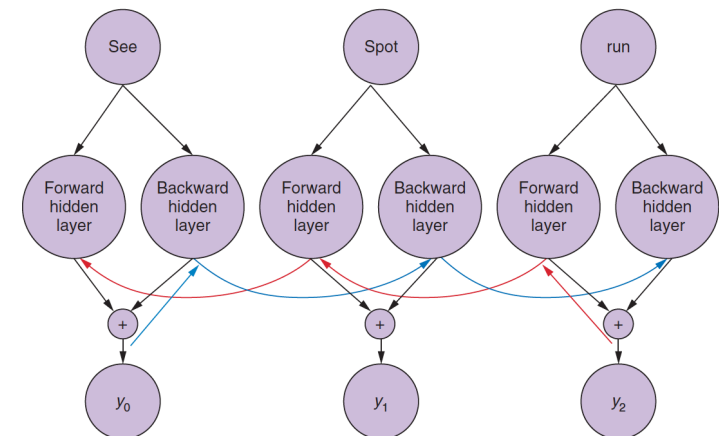 See
Spot
run
Forward
hidden
layer
Backward
hidden
layer
Forward
hidden
layer
Backward
hidden
layer
Forward
hidden
layer
Backward
hidden
layer
+
+
+
y0
y1
y2